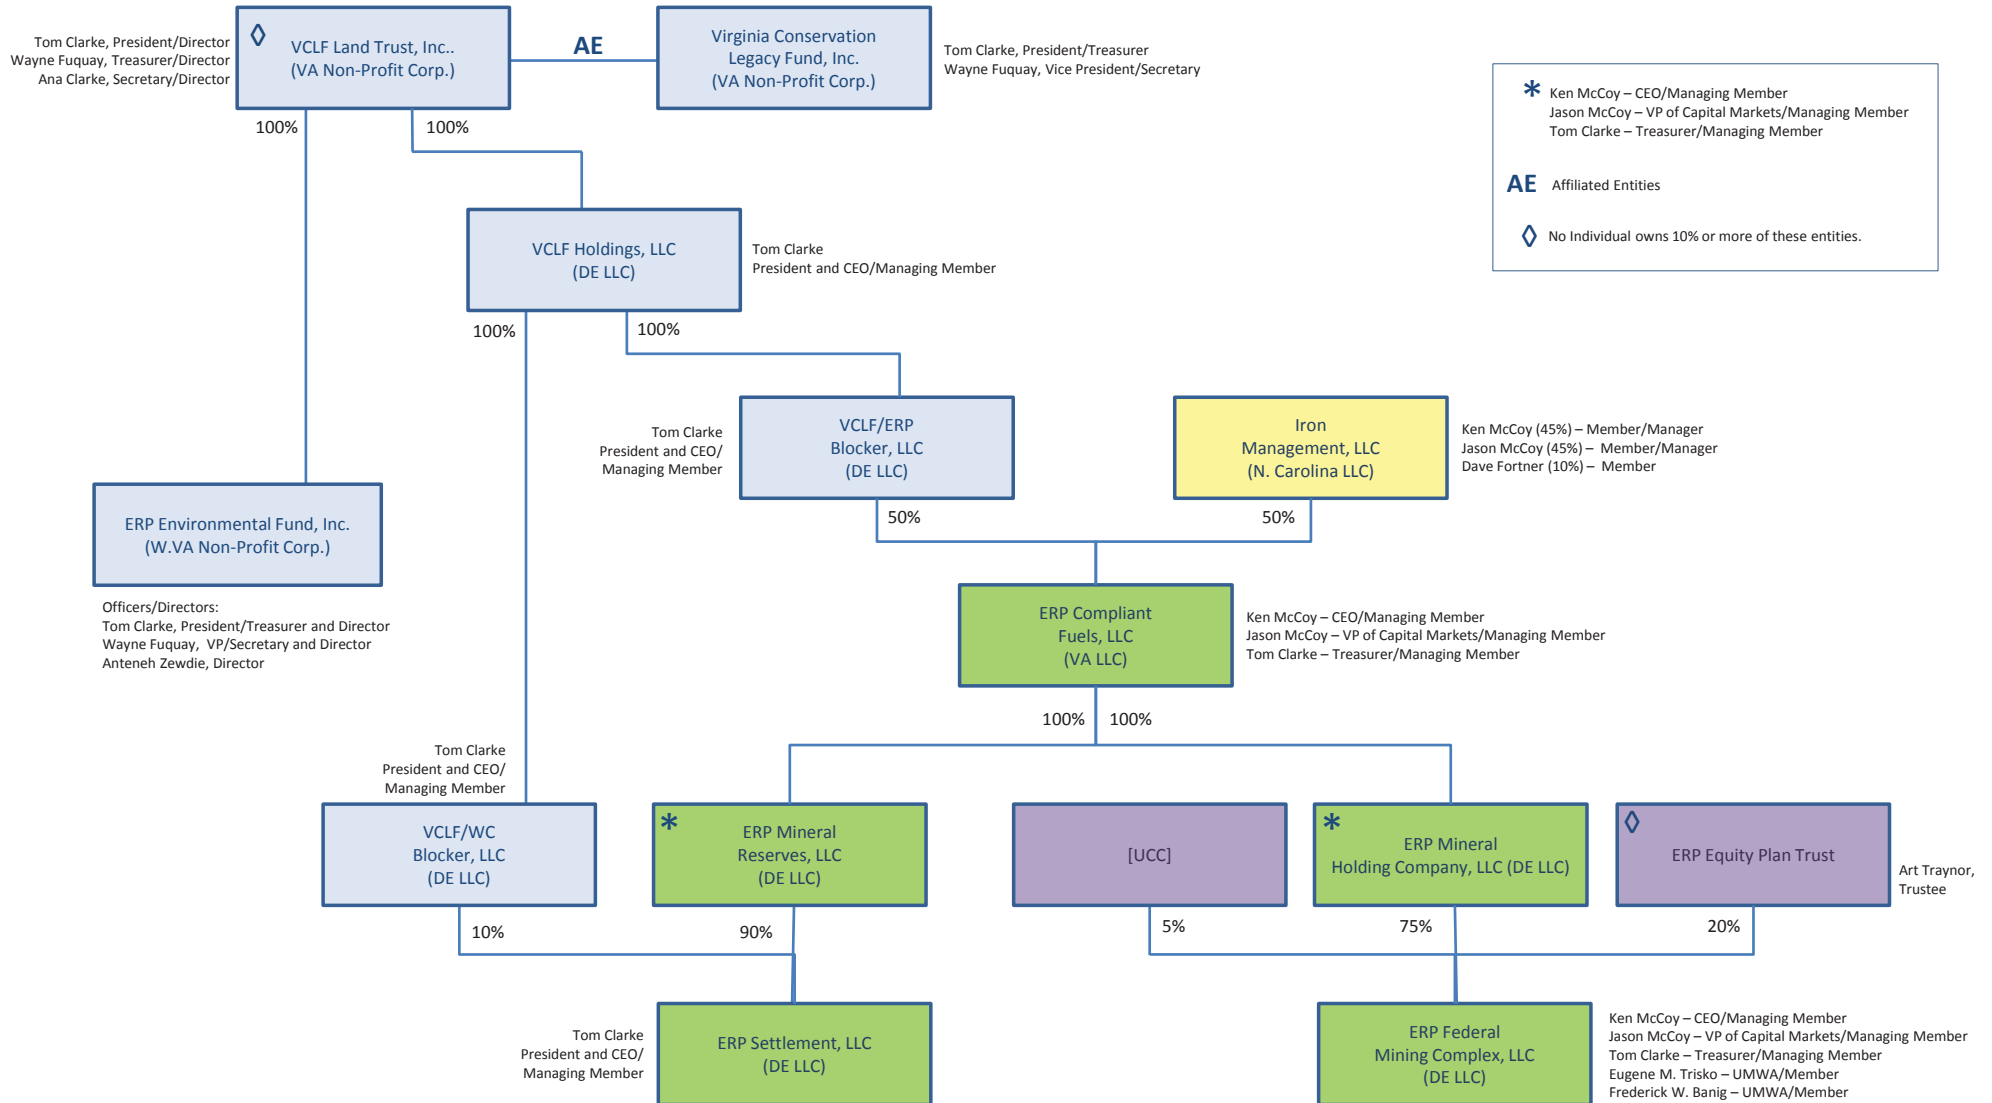 Tom Clarke, President/Director
Wayne Fuquay, Treasurer/Director
Ana Clarke, Secretary/Director
◊
VCLF Land Trust, Inc..
(VA Non-Profit Corp.)
AE
Virginia Conservation
Legacy Fund, Inc.
(VA Non-Profit Corp.)
Tom Clarke, President/Treasurer
Wayne Fuquay, Vice President/Secretary
* Ken McCoy – CEO/Managing Member
Jason McCoy – VP of Capital Markets/Managing Member
Tom Clarke – Treasurer/Managing Member
AE Affiliated Entities
◊ No Individual owns 10% or more of these entities.
100%
100%
VCLF Holdings, LLC
(DE LLC)
Tom Clarke
President and CEO/Managing Member
100%
100%
Tom Clarke
President and CEO/
Managing Member
VCLF/ERP
Blocker, LLC
(DE LLC)
Iron
Management, LLC
(N. Carolina LLC)
Ken McCoy (45%) – Member/Manager
Jason McCoy (45%) – Member/Manager
Dave Fortner (10%) – Member
50%
50%
ERP Environmental Fund, Inc.
(W.VA Non-Profit Corp.)
Officers/Directors:
Tom Clarke, President/Treasurer and Director
Wayne Fuquay, VP/Secretary and Director
Anteneh Zewdie, Director
ERP Compliant
Fuels, LLC
(VA LLC)
Ken McCoy – CEO/Managing Member
Jason McCoy – VP of Capital Markets/Managing Member
Tom Clarke – Treasurer/Managing Member
100%
100%
Tom Clarke
President and CEO/
Managing Member
VCLF/WC
Blocker, LLC
(DE LLC)
*
ERP Mineral
Reserves, LLC
(DE LLC)
[UCC]
*
ERP Mineral
Holding Company, LLC (DE LLC)
◊
ERP Equity Plan Trust
Art Traynor,
Trustee
10%
90%
5%
75%
20%
Tom Clarke
President and CEO/
Managing Member
ERP Settlement, LLC
(DE LLC)
ERP Federal
Mining Complex, LLC
(DE LLC)
Ken McCoy – CEO/Managing Member
Jason McCoy – VP of Capital Markets/Managing Member
Tom Clarke – Treasurer/Managing Member
Eugene M. Trisko – UMWA/Member
Frederick W. Banig – UMWA/Member